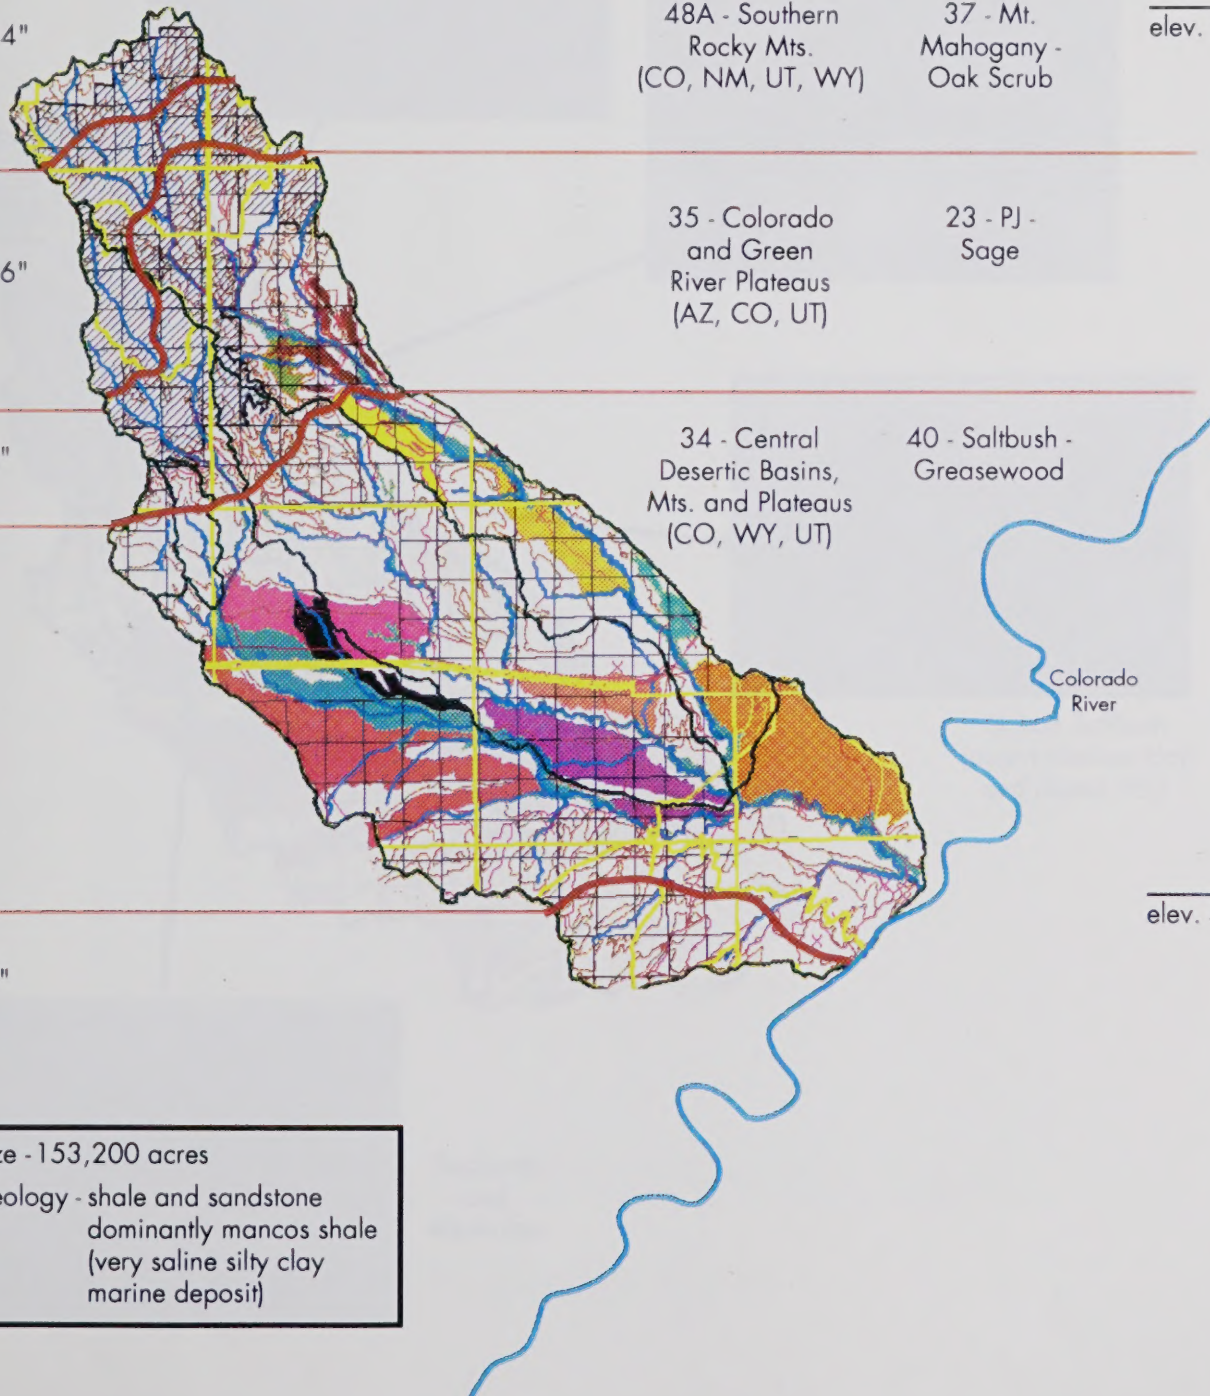 4"
48A - Southern
Rocky Mts.
(CO, NM, UT, WY)
37 - Mt.
Mahogany -
Oak Scrub
elev.
6"
35 - Colorado
and Green
River Plateaus
(AZ, CO, UT)
23 - PJ -
Sage
"
34 - Central
Desertic Basins,
Mts. and Plateaus
(CO, WY, UT)
40 - Saltbush -
Greasewood
Colorado
River
elev.
"
ze - 153,200 acres
eology - shale and sandstone
dominantly mancos shale
(very saline silty clay
marine deposit)